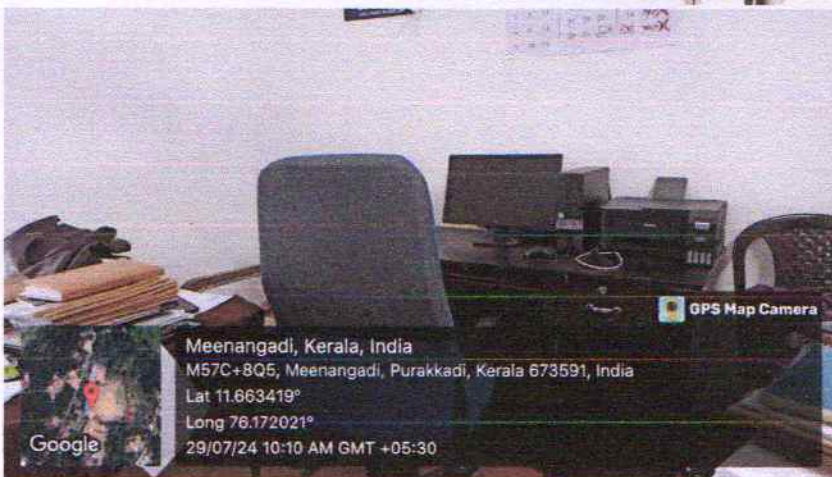 GPS Map Camera
Meenangadi, Kerala, India
M57C+8Q5, Meenangadi, Purakkadi, Kerala 673591, India
Lat 11.663419°
Long 76.172021°
29/07/24 10:10 AM GMT +05:30
Google